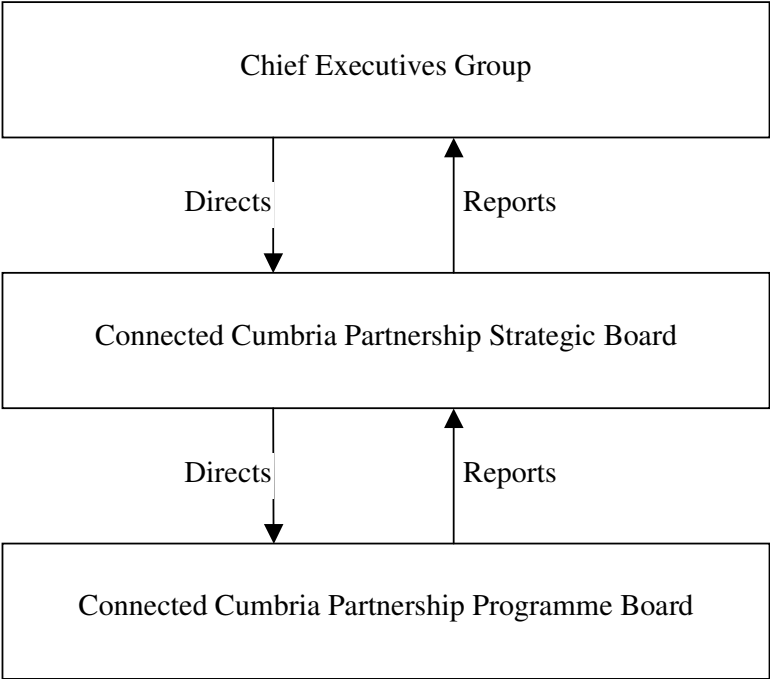 Chief Executives Group
Directs Reports
Connected Cumbria Partnership Strategic Board
Directs Reports
Connected Cumbria Partnership Programme Board